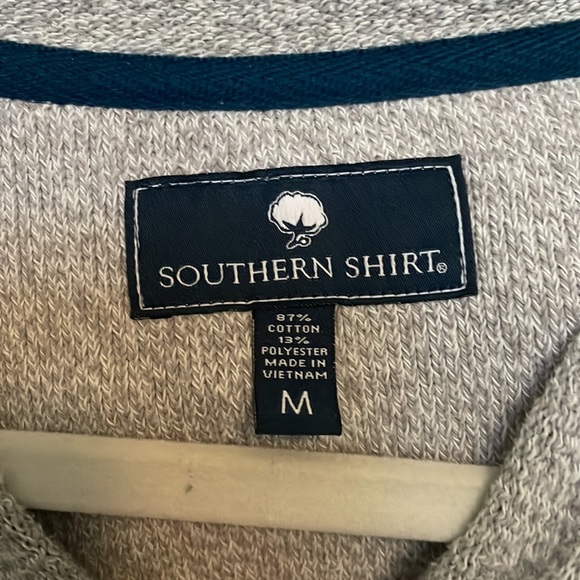 SOUTHERN SHIRT®
87%
COTTON
13%
POLYESTER
MADE IN
VIETNAM
M